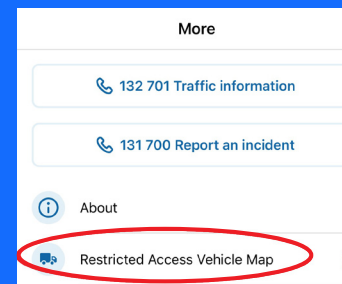 More
132 701 Traffic information
131 700 Report an incident
About
Restricted Access Vehicle Map